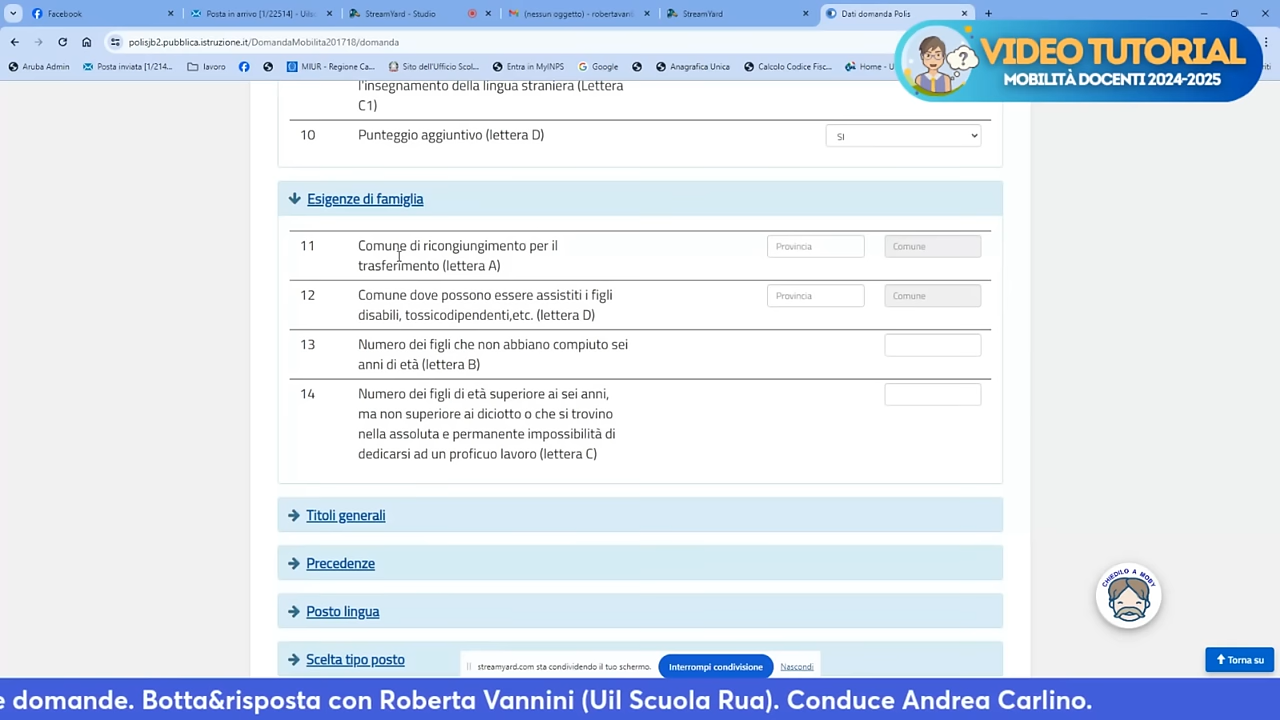 Facebook
Posta in arrivo [1/22514] - Uils
StreamYard - Studio
(nessun oggetto) - robertavani
StreamYard
Dati domanda Polis
polisjb2.pubblica.istruzione.it/DomandaMobilita201718/domanda
Aruba Admin
Posta inviata [1/214...
lavoro
MIUR - Regione Ca...
Sito dell'Ufficio Scol...
Entra in MyINPS
Google
Anagrafica Unica
Calcolo Codice Fisc...
Home - U
VIDEO TUTORIAL
MOBILITÀ DOCENTI 2024-2025
l'insegnamento della lingua straniera (Lettera
C1)
10 Punteggio aggiuntivo (lettera D) SI
Esigenze di famiglia
11 Comune di ricongiungimento per il Provincia Comune
trasferimento (lettera A)
12 Comune dove possono essere assistiti i figli Provincia Comune
disabili, tossicodipendenti,etc. (lettera D)
13 Numero dei figli che non abbiano compiuto sei
anni di età (lettera B)
14 Numero dei figli di età superiore ai sei anni,
ma non superiore ai diciotto o che si trovino
nella assoluta e permanente impossibilità di
dedicarsi ad un proficuo lavoro (lettera C)
Titoli generali
Precedenze
CHIEDILO A MOBY
Posto lingua
Scelta tipo posto
streamyard.com sta condividendo il tuo schermo. Interrompi condivisione Nascondi
Torna su
e domande. Botta&risposta con Roberta Vannini (Uil Scuola Rua). Conduce Andrea Carlino.